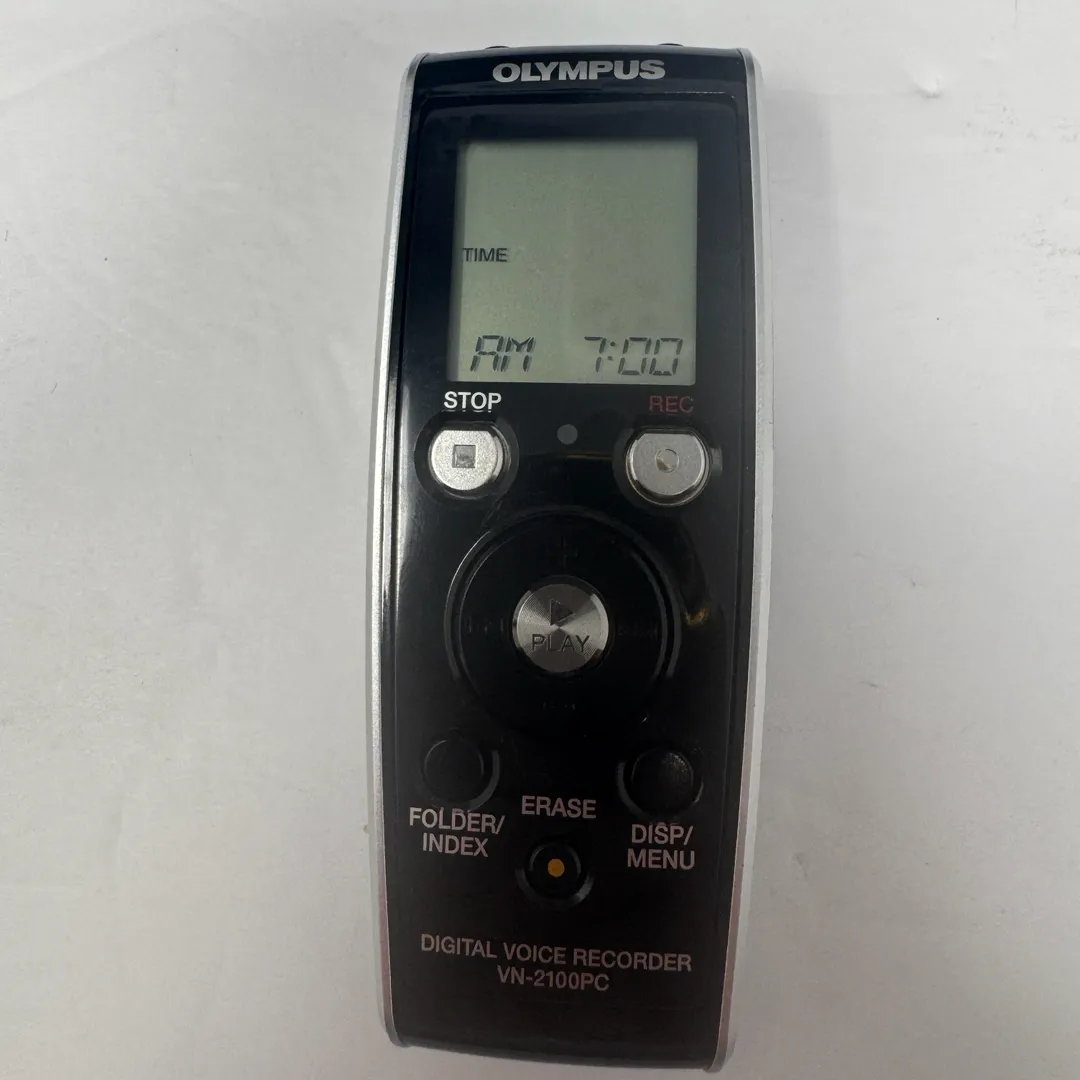 OLYMPUS
TIME
AM 7:00
STOP REC
PLAY
FOLDER/
INDEX
ERASE
DISP/
MENU
DIGITAL VOICE RECORDER
VN-2100PC